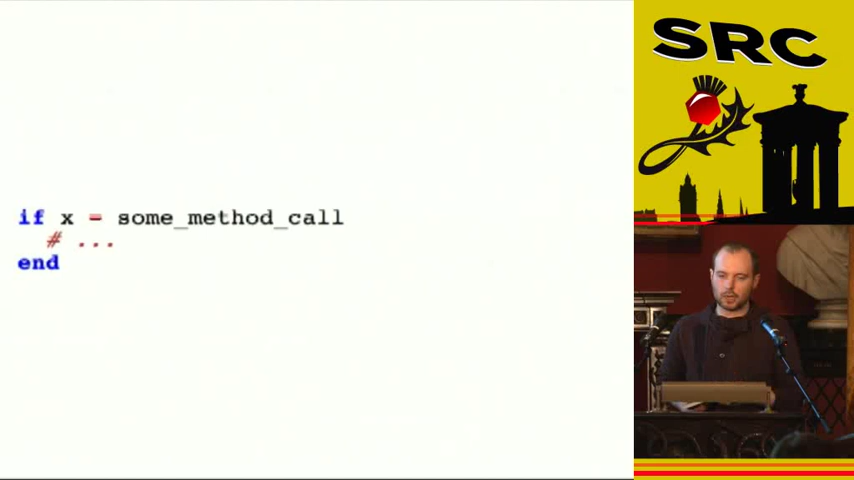 if x = some_method_call
# ...
end
SRC